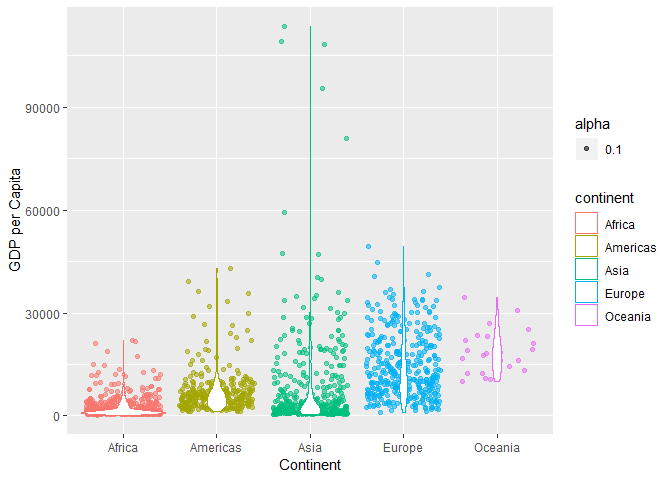 GDP per Capita
90000
60000
30000
0
Africa
Americas
Asia
Europe
Oceania
Continent
alpha
0.1
continent
Africa
Americas
Asia
Europe
Oceania